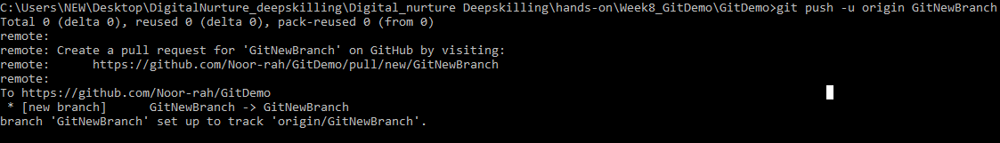 C:\Users\NEW\Desktop\DigitalNurture_deepskilling\Digital_nurture Deepskilling\hands-on\Week8_GitDemo\GitDemo>git push -u origin GitNewBranch
Total 0 (delta 0), reused 0 (delta 0), pack-reused 0 (from 0)
remote:
remote: Create a pull request for 'GitNewBranch' on GitHub by visiting:
remote:      https://github.com/Noor-rah/GitDemo/pull/new/GitNewBranch
remote:
To https://github.com/Noor-rah/GitDemo
 * [new branch]      GitNewBranch -> GitNewBranch
branch 'GitNewBranch' set up to track 'origin/GitNewBranch'.